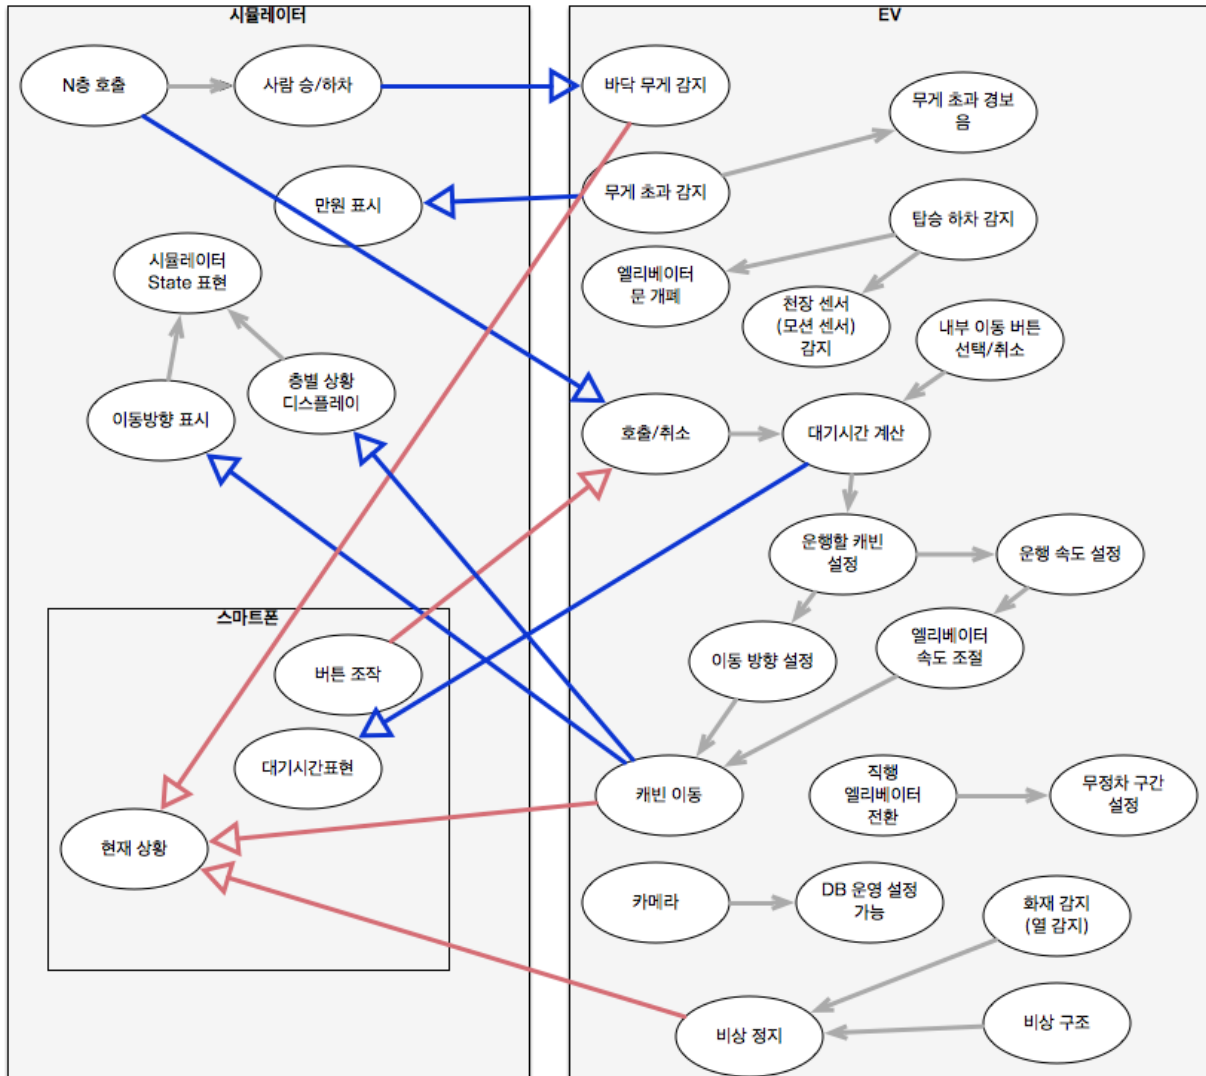 시뮬레이터
EV
N층 호출
사람 승/하차
바닥 무게 감지
무게 초과 경보
음
만원 표시
무게 초과 감지
탑승 하차 감지
시뮬레이터
State 표현
엘리베이터
문 개폐
천장 센서
(모션 센서)
감지
내부 이동 버튼
선택/취소
이동방향 표시
층별 상황
디스플레이
호출/취소
대기시간 계산
운행할 캐빈
설정
운행 속도 설정
스마트폰
버튼 조작
이동 방향 설정
엘리베이터
속도 조절
대기시간표현
캐빈 이동
직행
엘리베이터
전환
무정차 구간
설정
현재 상황
카메라
DB 운영 설정
가능
화재 감지
(열 감지)
비상 정지
비상 구조